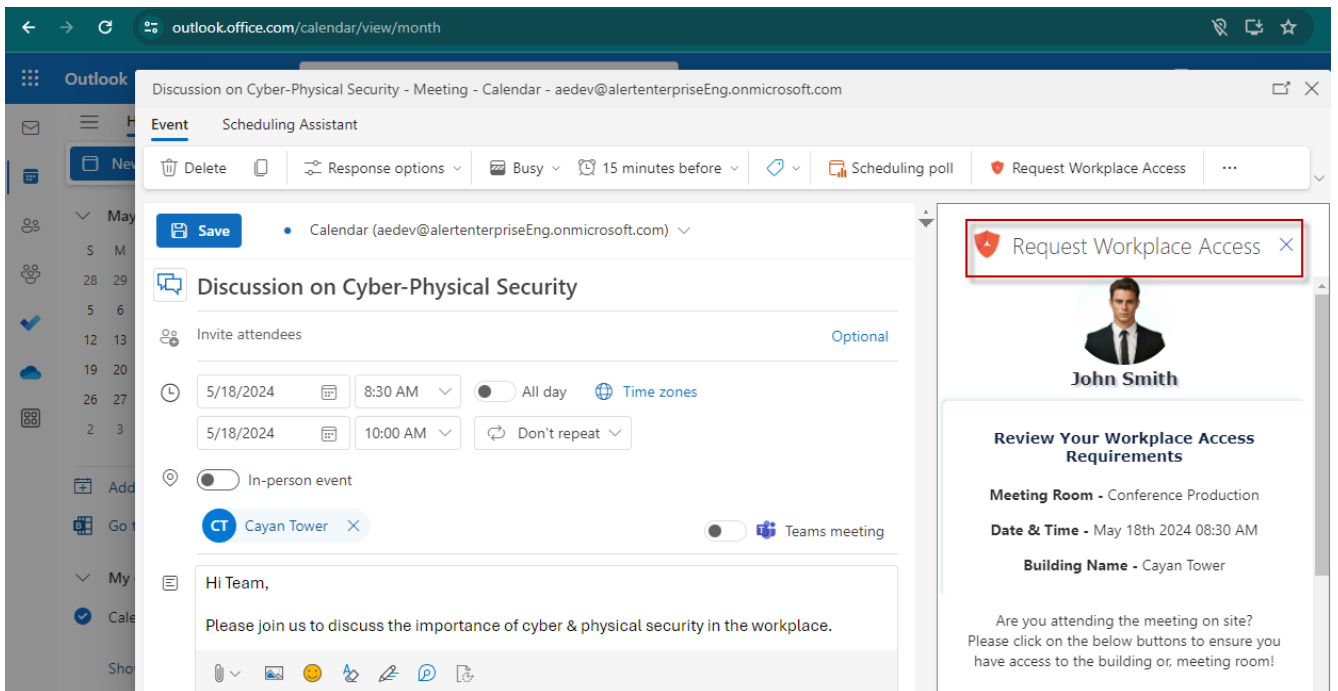 outlook.office.com/calendar/view/month
Outlook
Discussion on Cyber-Physical Security - Meeting - Calendar - aedev@alertenterpriseEng.onmicrosoft.com
H
Event Scheduling Assistant
New
Delete Response options Busy 15 minutes before Scheduling poll Request Workplace Access ...
May
S M
28 29
5 6
12 13
19 20
26 27
2 3
Add
Go t
My
Cale
Sho
Save • Calendar (aedev@alertenterpriseEng.onmicrosoft.com)
Discussion on Cyber-Physical Security
Invite attendees Optional
5/18/2024 8:30 AM All day Time zones
5/18/2024 10:00 AM Don't repeat
In-person event
CT Cayan Tower Teams meeting
Hi Team,
Please join us to discuss the importance of cyber & physical security in the workplace.
Request Workplace Access
John Smith
Review Your Workplace Access
Requirements
Meeting Room - Conference Production
Date & Time - May 18th 2024 08:30 AM
Building Name - Cayan Tower
Are you attending the meeting on site?
Please click on the below buttons to ensure you
have access to the building or, meeting room!